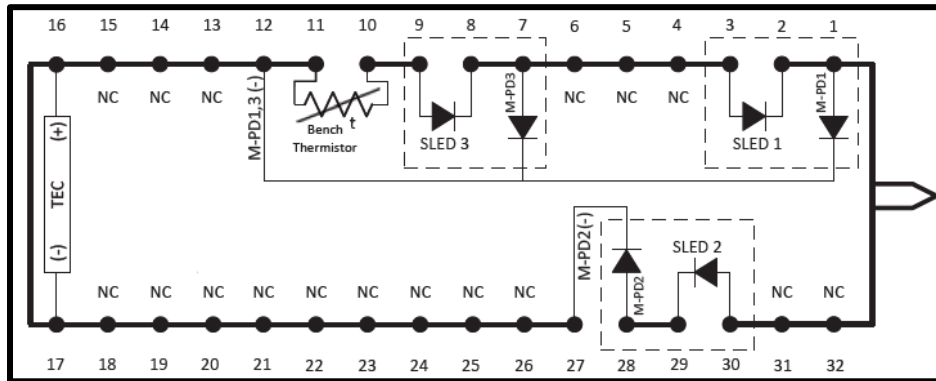 16 15 14 13 12 11 10 9 8 7 6 5 4 3 2 1
NC NC NC NC NC NC
M-PD1,3 (-)
M-PD3
M-PD1
t
Bench
Thermistor
SLED 3
SLED 1
(+)
TEC
(-)
M-PD2 (-)
M-PD2
SLED 2
NC NC NC NC NC NC NC NC NC NC NC
17 18 19 20 21 22 23 24 25 26 27 28 29 30 31 32